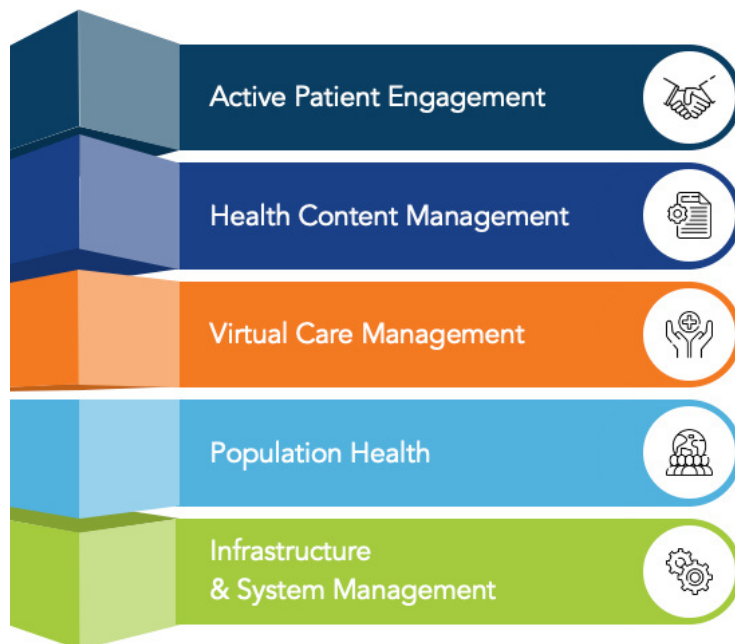 Active Patient Engagement
Health Content Management
Virtual Care Management
Population Health
Infrastructure
& System Management